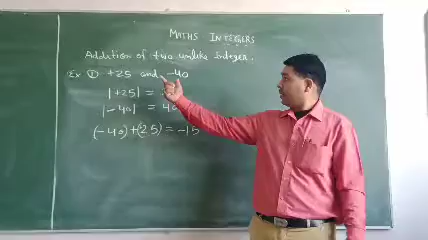 MATHS INTEGERS
Addition of two unlike Integer.
Ex ① +25 and -40
|+25| =
|-40| = 40
(-40)+(25) = -15